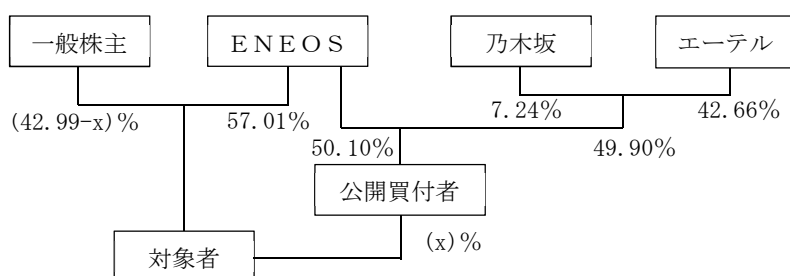 一般株主
ＥＮＥＯＳ
乃木坂
エーテル
(42.99-x)%
57.01%
7.24%
42.66%
50.10%
49.90%
公開買付者
(x)%
対象者